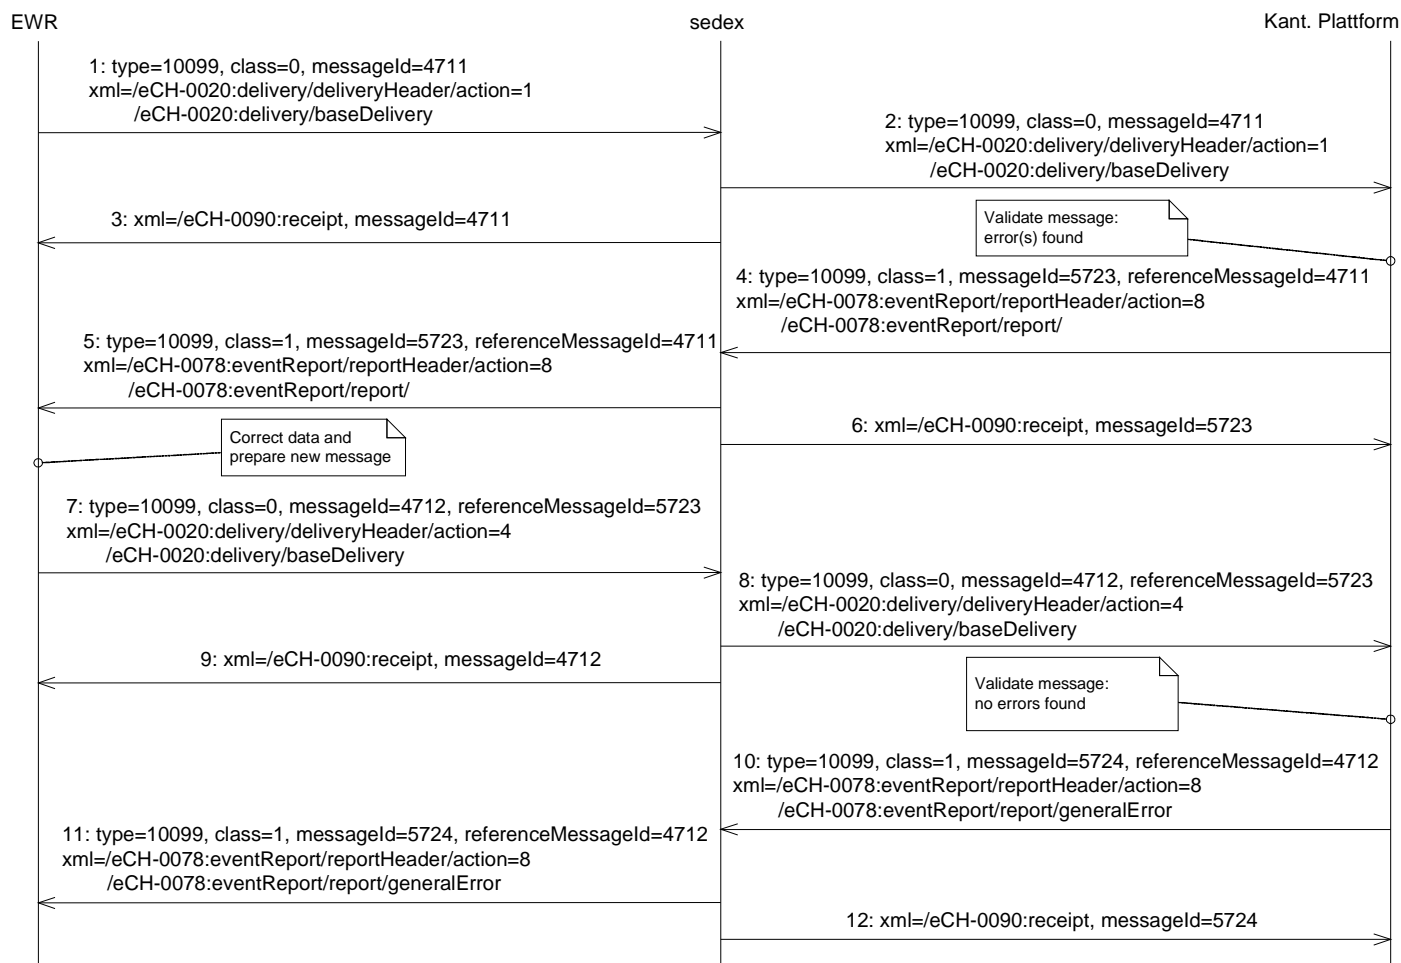 EWR
sedex
Kant. Plattform
1: type=10099, class=0, messageId=4711
xml=/eCH-0020:delivery/deliveryHeader/action=1
/eCH-0020:delivery/baseDelivery
2: type=10099, class=0, messageId=4711
xml=/eCH-0020:delivery/deliveryHeader/action=1
/eCH-0020:delivery/baseDelivery
3: xml=/eCH-0090:receipt, messageId=4711
Validate message:
error(s) found
4: type=10099, class=1, messageId=5723, referenceMessageId=4711
xml=/eCH-0078:eventReport/reportHeader/action=8
/eCH-0078:eventReport/report/
5: type=10099, class=1, messageId=5723, referenceMessageId=4711
xml=/eCH-0078:eventReport/reportHeader/action=8
/eCH-0078:eventReport/report/
6: xml=/eCH-0090:receipt, messageId=5723
Correct data and
prepare new message
7: type=10099, class=0, messageId=4712, referenceMessageId=5723
xml=/eCH-0020:delivery/deliveryHeader/action=4
/eCH-0020:delivery/baseDelivery
8: type=10099, class=0, messageId=4712, referenceMessageId=5723
xml=/eCH-0020:delivery/deliveryHeader/action=4
/eCH-0020:delivery/baseDelivery
9: xml=/eCH-0090:receipt, messageId=4712
Validate message:
no errors found
10: type=10099, class=1, messageId=5724, referenceMessageId=4712
xml=/eCH-0078:eventReport/reportHeader/action=8
/eCH-0078:eventReport/report/generalError
11: type=10099, class=1, messageId=5724, referenceMessageId=4712
xml=/eCH-0078:eventReport/reportHeader/action=8
/eCH-0078:eventReport/report/generalError
12: xml=/eCH-0090:receipt, messageId=5724